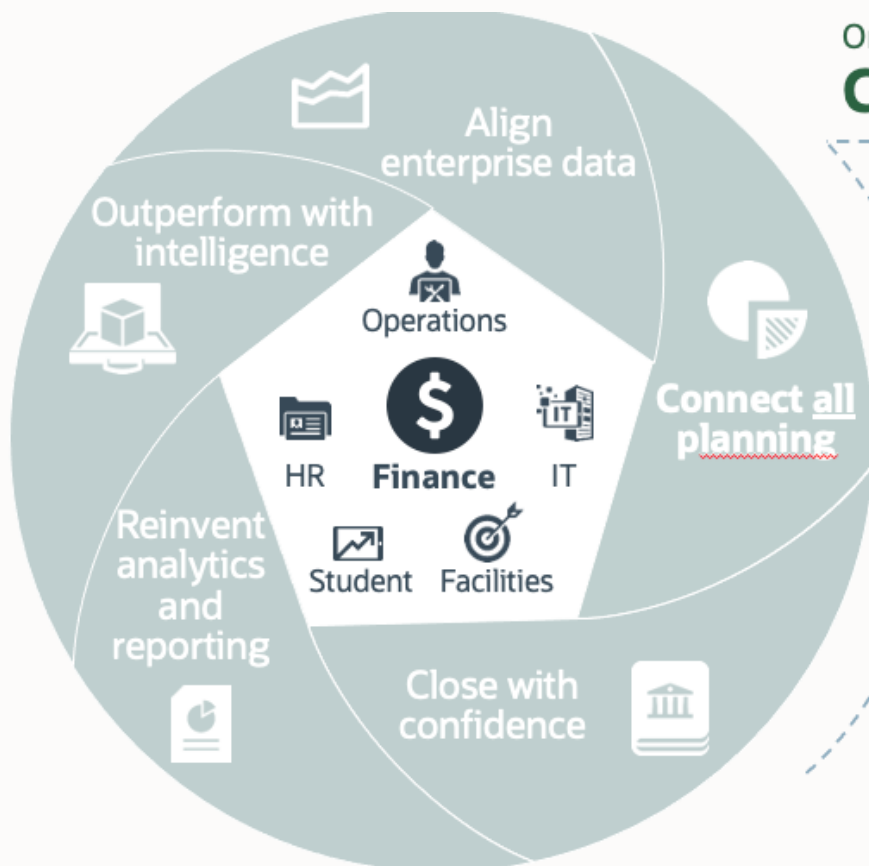 Align
enterprise data
Outperform with
intelligence
Operations
$
IT
Connect all
planning
HR
Finance
IT
Reinvent
analytics
and
reporting
Student
Facilities
Close with
confidence